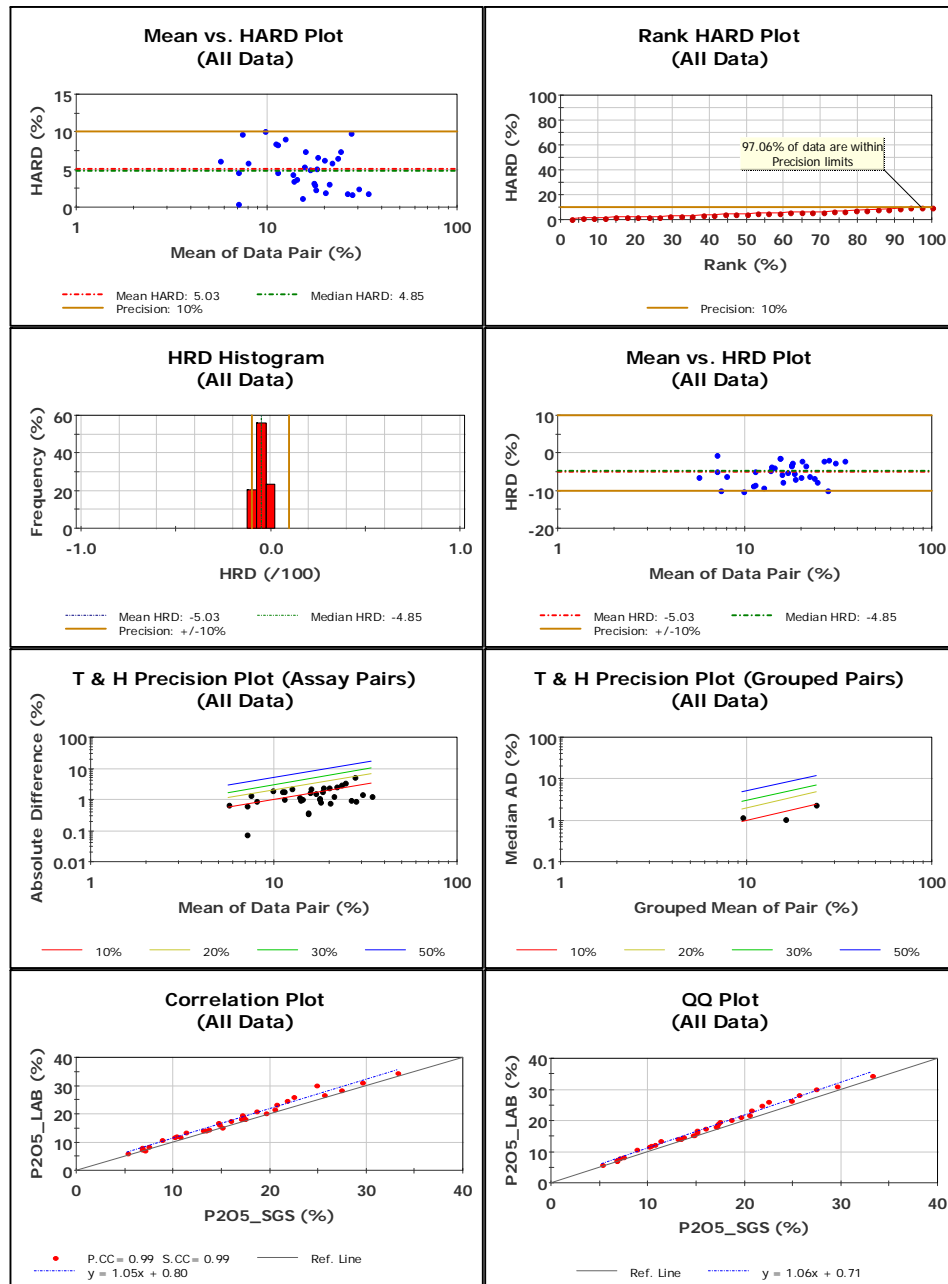 Mean vs. HARD Plot
(All Data)
HARD (%)
15
10
5
0
1
10
100
Mean of Data Pair (%)
Mean HARD: 5.03
Median HARD: 4.85
Precision: 10%
Rank HARD Plot
(All Data)
HARD (%)
100
80
60
40
20
0
97.06% of data are within
Precision limits
0 10 20 30 40 50 60 70 80 90 100
Rank (%)
Precision: 10%
HRD Histogram
(All Data)
Frequency (%)
60
40
20
0
-1.0
0.0
1.0
HRD (/100)
Mean HRD: -5.03
Median HRD: -4.85
Precision: +/-10%
Mean vs. HRD Plot
(All Data)
HRD (%)
10
0
-10
-20
1
10
100
Mean of Data Pair (%)
Mean HRD: -5.03
Median HRD: -4.85
Precision: +/-10%
T & H Precision Plot (Assay Pairs)
(All Data)
Absolute Difference (%)
100
10
1
0.1
0.01
1
10
100
Mean of Data Pair (%)
10%
20%
30%
50%
T & H Precision Plot (Grouped Pairs)
(All Data)
Median AD (%)
100
10
1
0.1
1
10
100
Grouped Mean of Pair (%)
10%
20%
30%
50%
Correlation Plot
(All Data)
P2O5_LAB (%)
40
30
20
10
0
0
10
20
30
40
P2O5_SGS (%)
P.CC= 0.99 S.CC= 0.99
Ref. Line
y = 1.05x + 0.80
QQ Plot
(All Data)
P2O5_LAB (%)
40
30
20
10
0
0
10
20
30
40
P2O5_SGS (%)
Ref. Line
y = 1.06x + 0.71